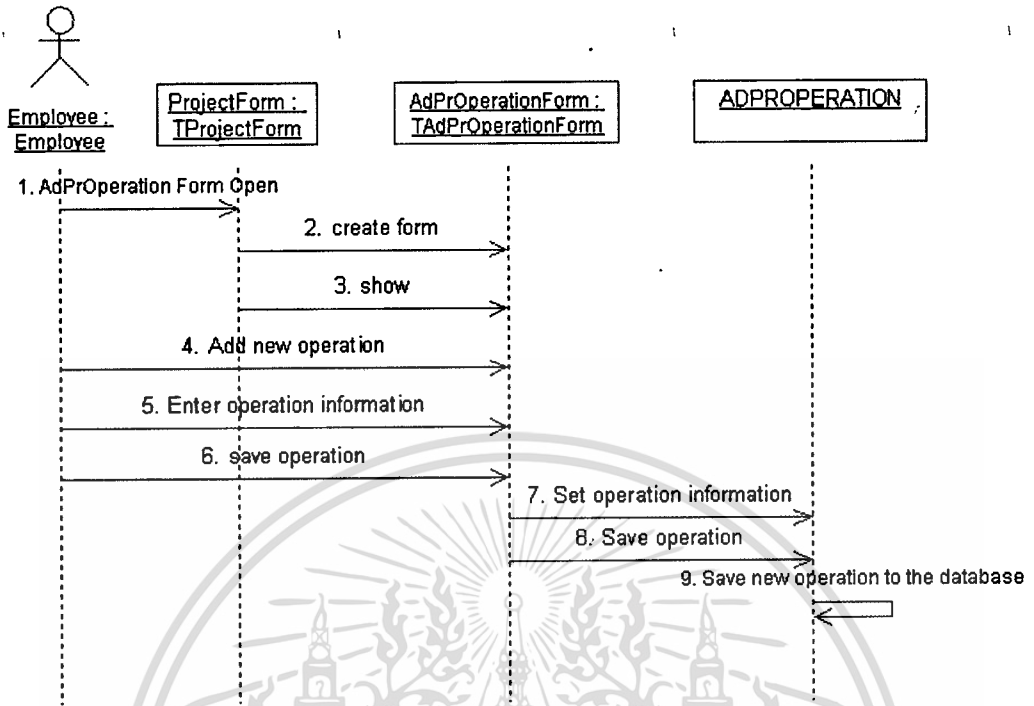 Employee :
Employee
ProjectForm :
TProjectForm
AdPrOperationForm :
TAdPrOperationForm
ADPROPERATION
1. AdPrOperation Form Open
2. create form
3. show
4. Add new operation
5. Enter operation information
6. save operation
7. Set operation information
8. Save operation
9. Save new operation to the database